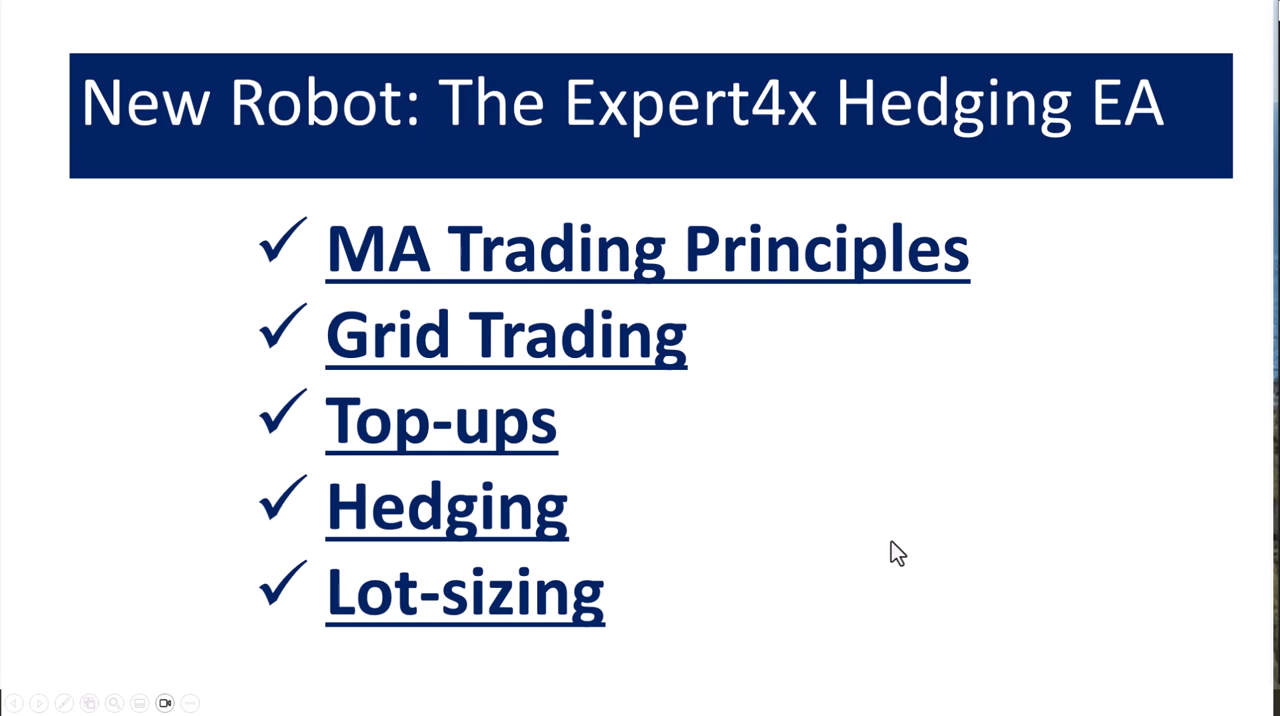 New Robot: The Expert4x Hedging EA
✓ MA Trading Principles
✓ Grid Trading
✓ Top-ups
✓ Hedging
✓ Lot-sizing